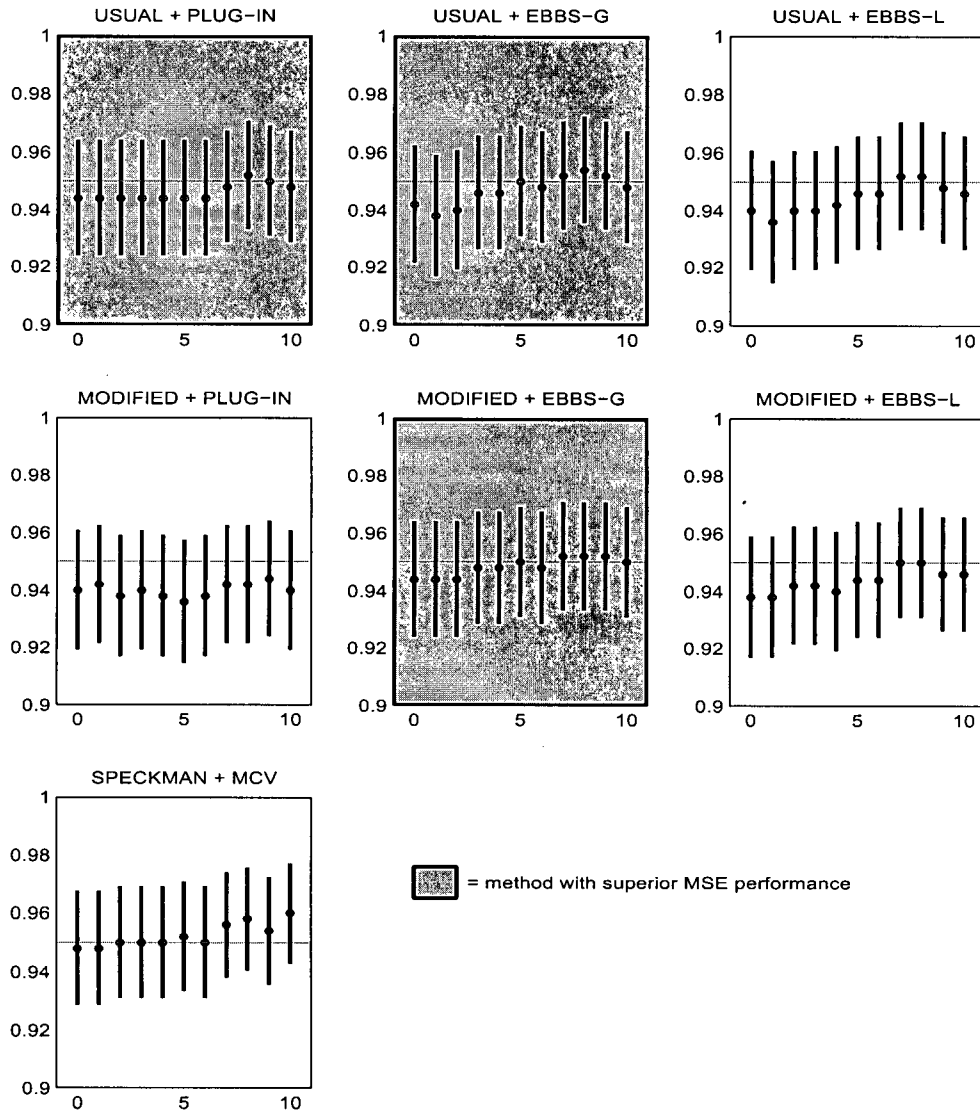 USUAL + PLUG-IN
1
0.98
0.96
0.94
0.92
0.9
0 5 10
USUAL + EBBS-G
1
0.98
0.96
0.94
0.92
0.9
0 5 10
USUAL + EBBS-L
1
0.98
0.96
0.94
0.92
0.9
0 5 10
MODIFIED + PLUG-IN
1
0.98
0.96
0.94
0.92
0.9
0 5 10
MODIFIED + EBBS-G
1
0.98
0.96
0.94
0.92
0.9
0 5 10
MODIFIED + EBBS-L
1
0.98
0.96
0.94
0.92
0.9
0 5 10
SPECKMAN + MCV
1
0.98
0.96
0.94
0.92
0.9
0 5 10
= method with superior MSE performance